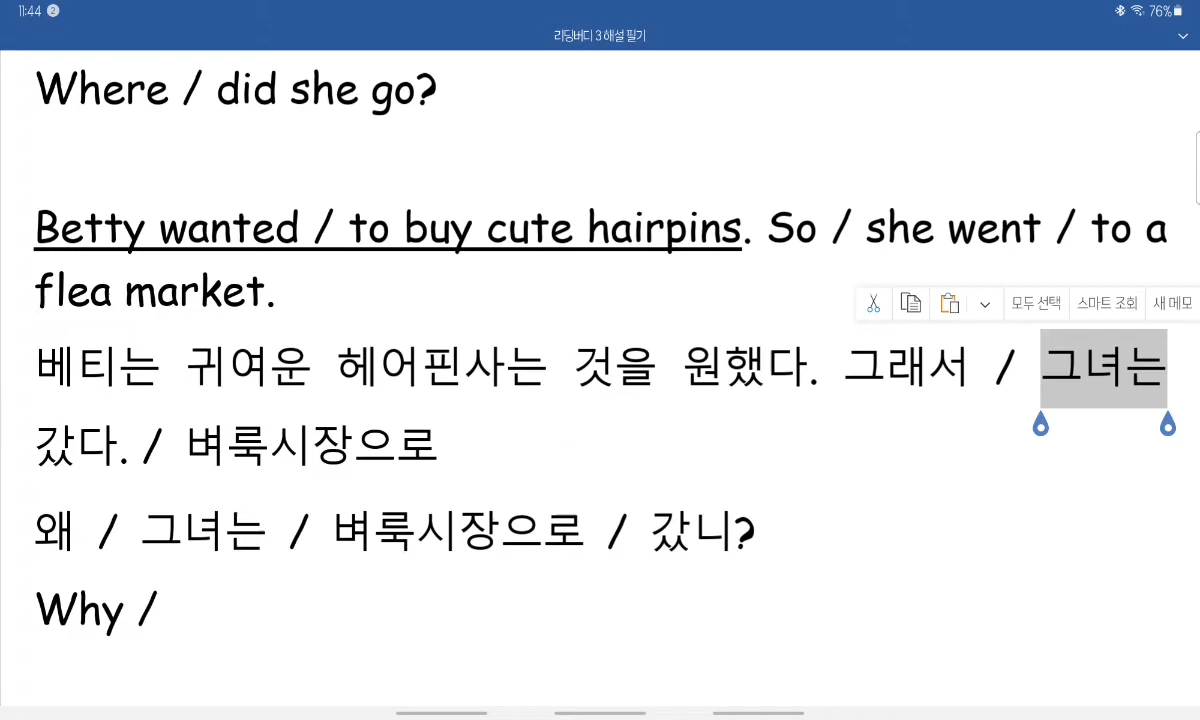 11:44 2
76%
리딩버디 3 해설 필기
Where / did she go?
Betty wanted / to buy cute hairpins. So / she went / to a
flea market.
모두 선택 스마트 조회 새 메모
베티는 귀여운 헤어핀사는 것을 원했다. 그래서 / 그녀는
갔다. / 벼룩시장으로
왜 / 그녀는 / 벼룩시장으로 / 갔니?
Why /